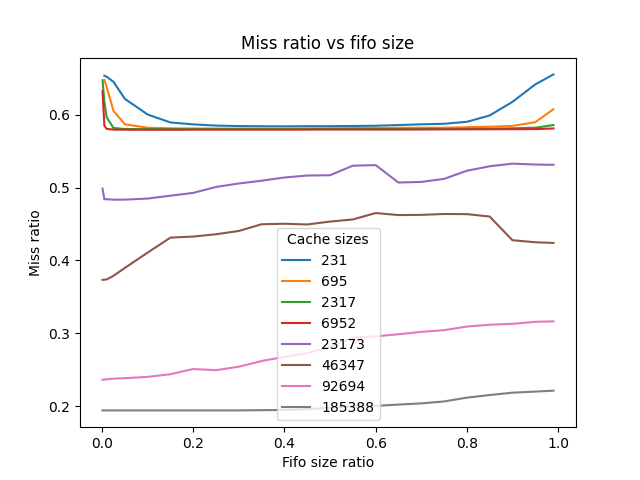 Miss ratio vs fifo size
Miss ratio
0.6
0.5
0.4
0.3
0.2
Cache sizes
231
695
2317
6952
23173
46347
92694
185388
0.0 0.2 0.4 0.6 0.8 1.0
Fifo size ratio